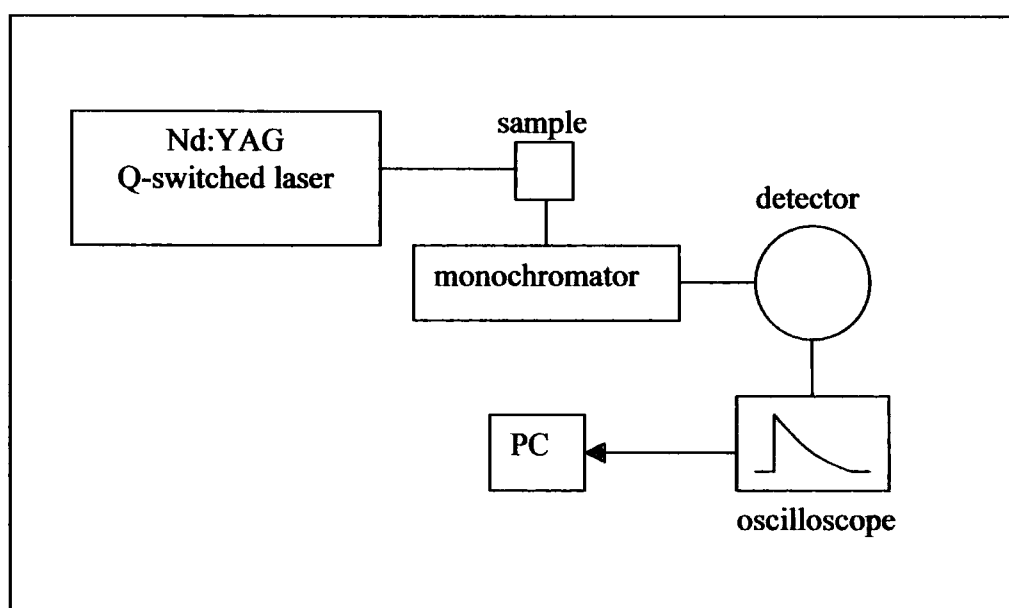 Nd:YAG
Q-switched laser
sample
detector
monochromator
PC
oscilloscope